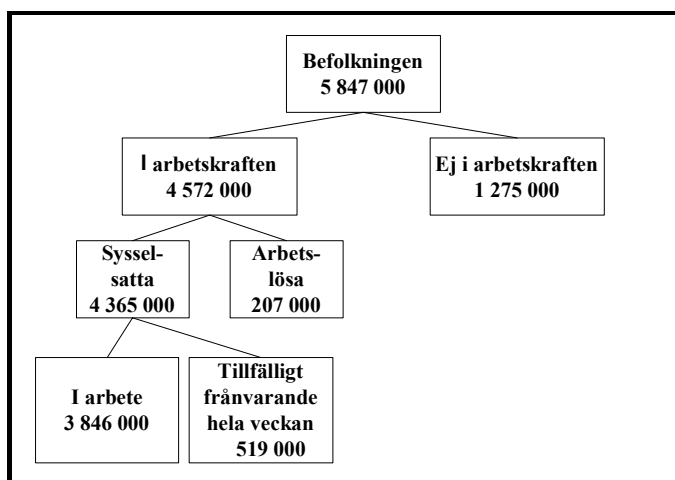 Befolkningen
5 847 000
I arbetskraften
4 572 000
Ej i arbetskraften
1 275 000
Syssel-
satta
4 365 000
Arbets-
lösa
207 000
I arbete
3 846 000
Tillfälligt
frånvarande
hela veckan
519 000